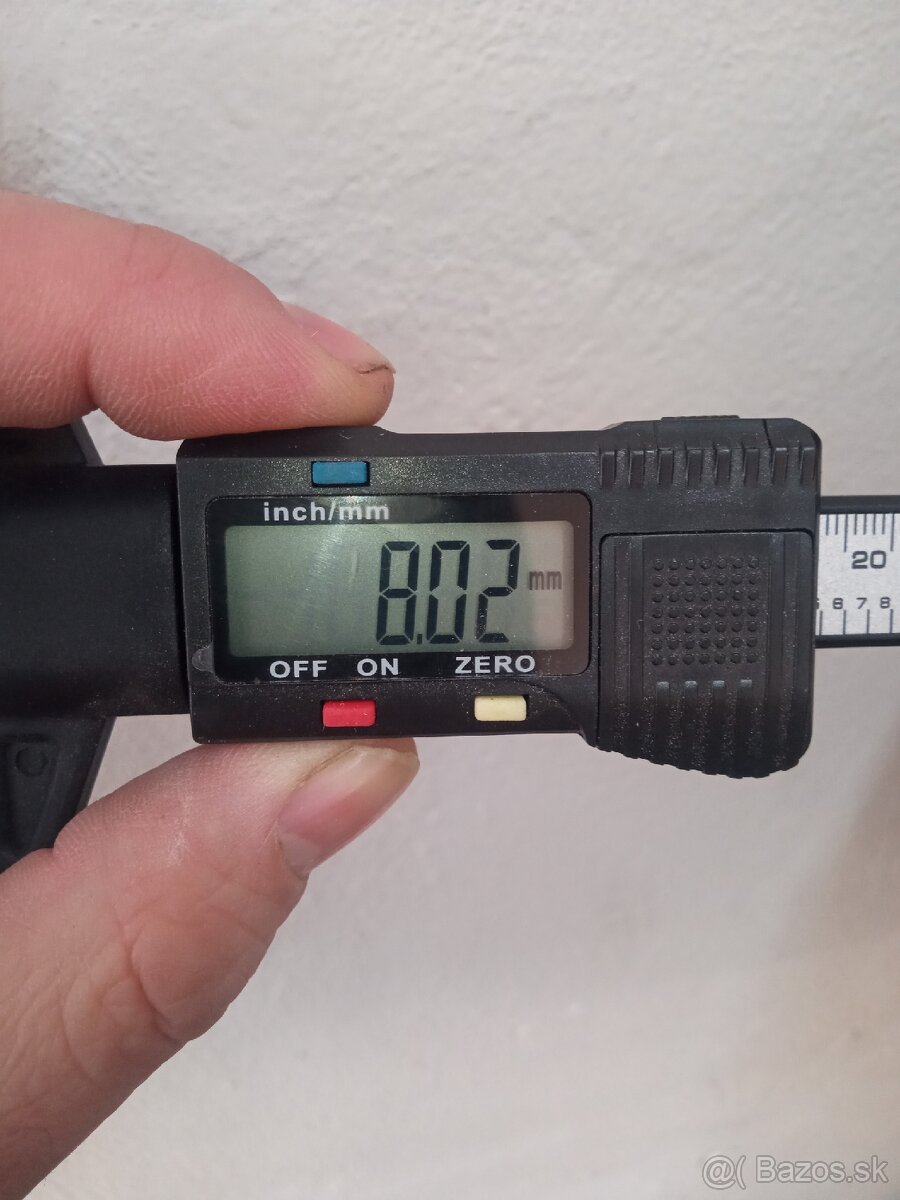 inch/mm
8.02 mm
OFF ON ZERO
20
6 7 8
@( Bazos.sk